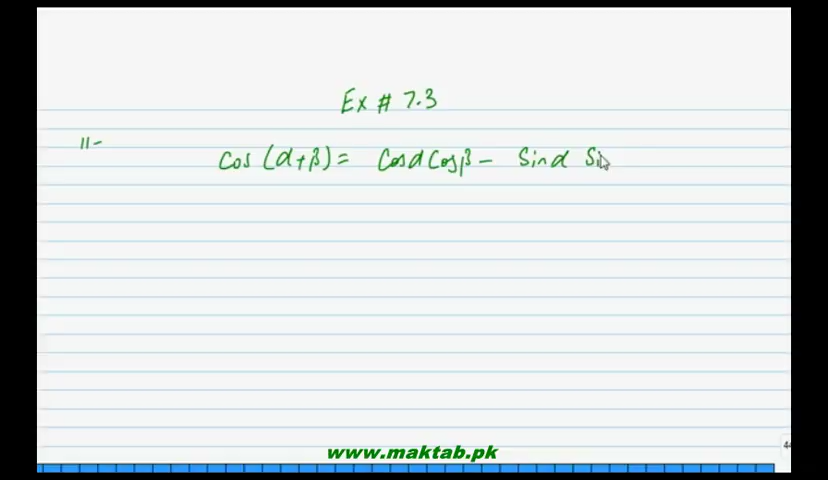 Ex # 7.3
11-
Cos (α+β) = Cosα Cosβ - Sinα Si
www.maktab.pk